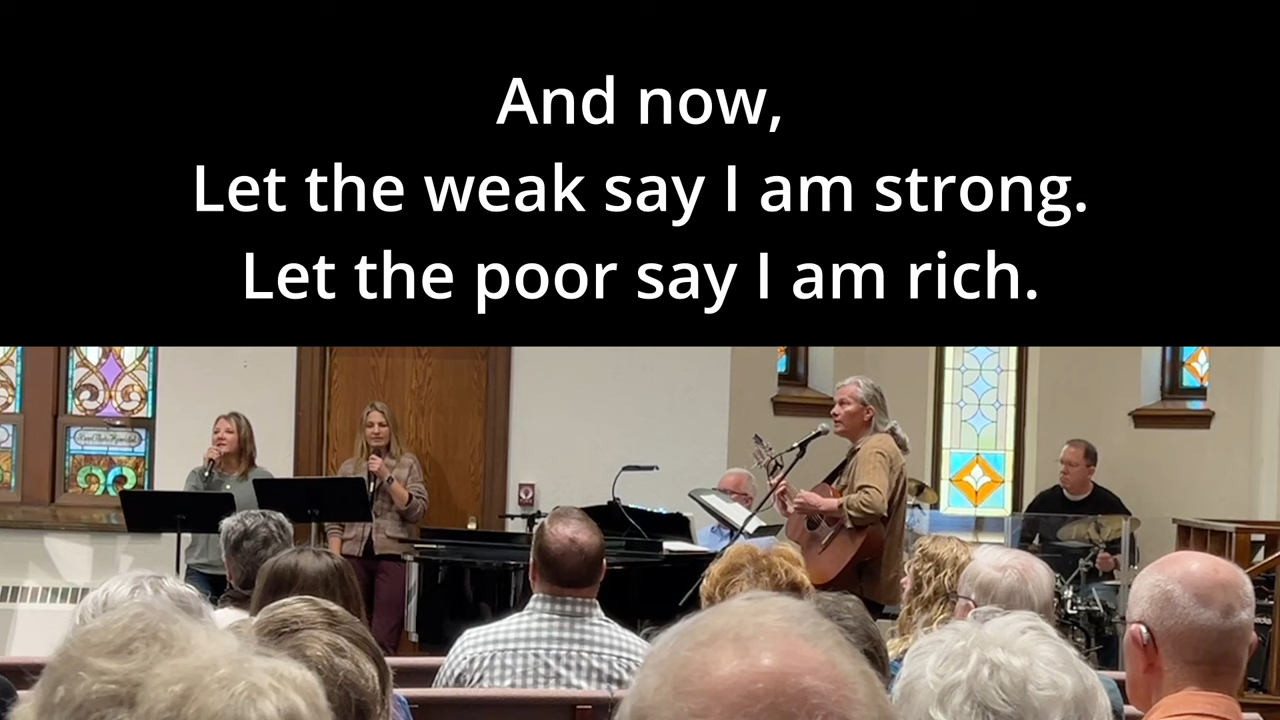 And now,
Let the weak say I am strong.
Let the poor say I am rich.